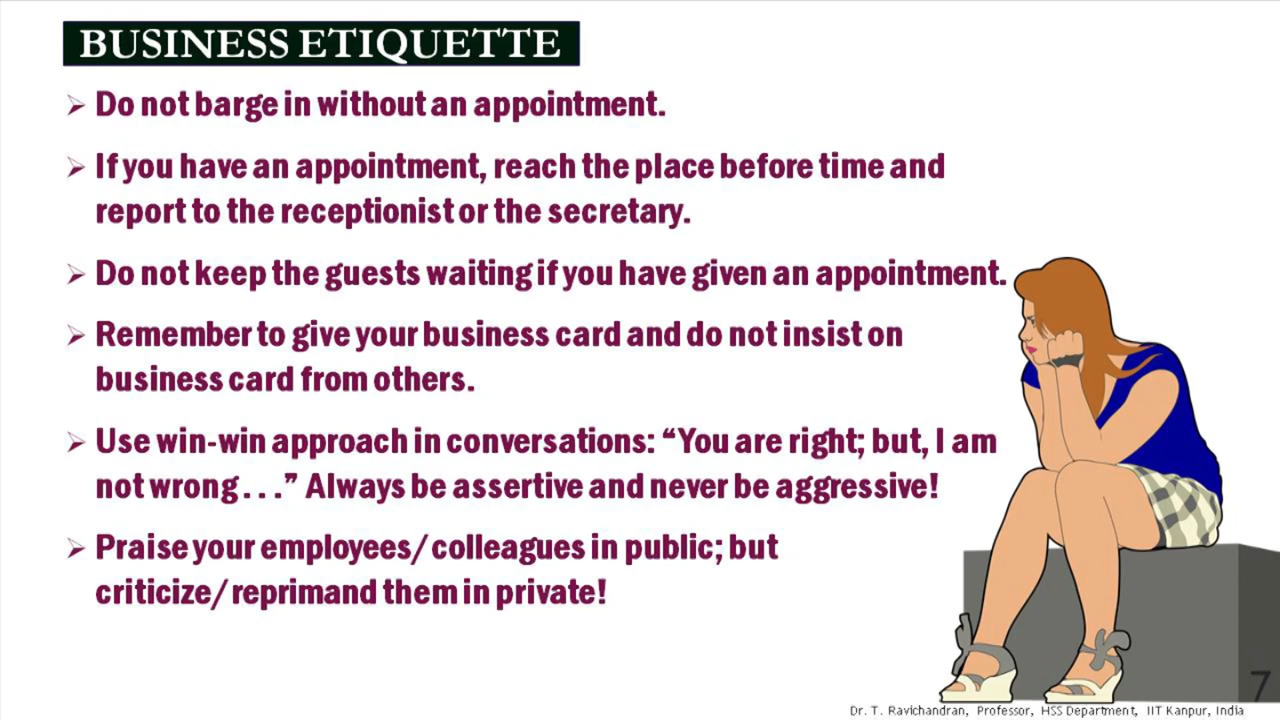 BUSINESS ETIQUETTE
➢ Do not barge in without an appointment.
➢ If you have an appointment, reach the place before time and
report to the receptionist or the secretary.
➢ Do not keep the guests waiting if you have given an appointment.
➢ Remember to give your business card and do not insist on
business card from others.
➢ Use win-win approach in conversations: “You are right; but, I am
not wrong . . .” Always be assertive and never be aggressive!
➢ Praise your employees/ colleagues in public; but
criticize/ reprimand them in private!
7
Dr. T. Ravichandran, Professor, HSS Department, IIT Kanpur, India